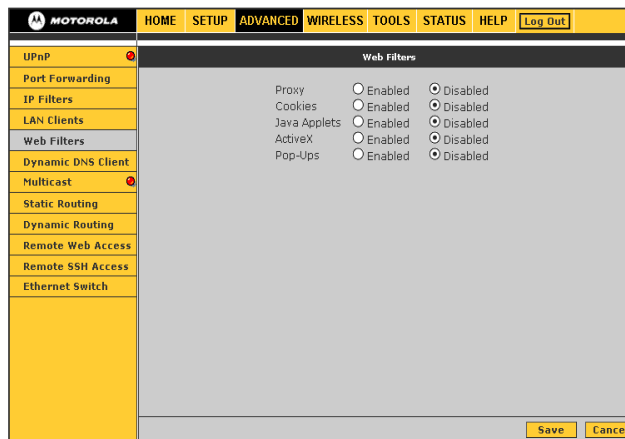 MOTOROLA
HOME SETUP ADVANCED WIRELESS TOOLS STATUS HELP Log Out
UPnP
Port Forwarding
IP Filters
LAN Clients
Web Filters
Dynamic DNS Client
Multicast
Static Routing
Dynamic Routing
Remote Web Access
Remote SSH Access
Ethernet Switch
Web Filters
Proxy Enabled Disabled
Cookies Enabled Disabled
Java Applets Enabled Disabled
ActiveX Enabled Disabled
Pop-Ups Enabled Disabled
Save Cance